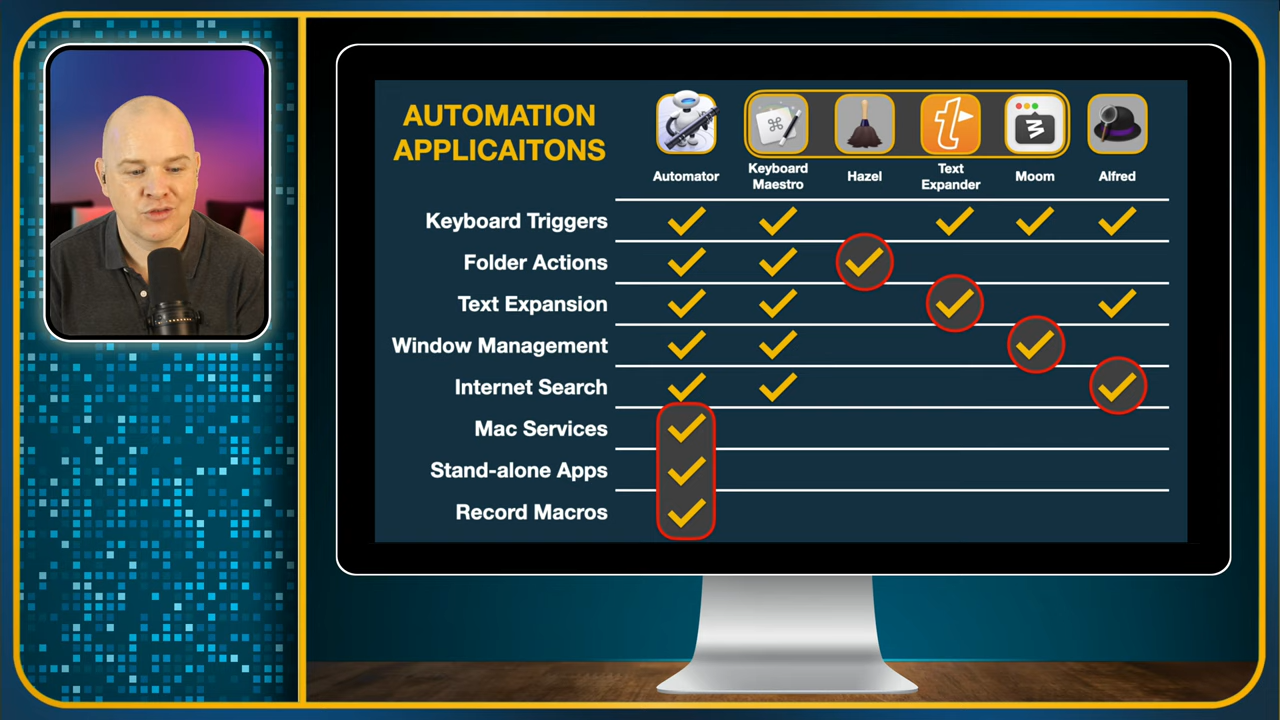 AUTOMATION
APPLICAITONS
Automator
Keyboard
Maestro
Hazel
Text
Expander
Moom
Alfred
Keyboard Triggers
Folder Actions
Text Expansion
Window Management
Internet Search
Mac Services
Stand-alone Apps
Record Macros